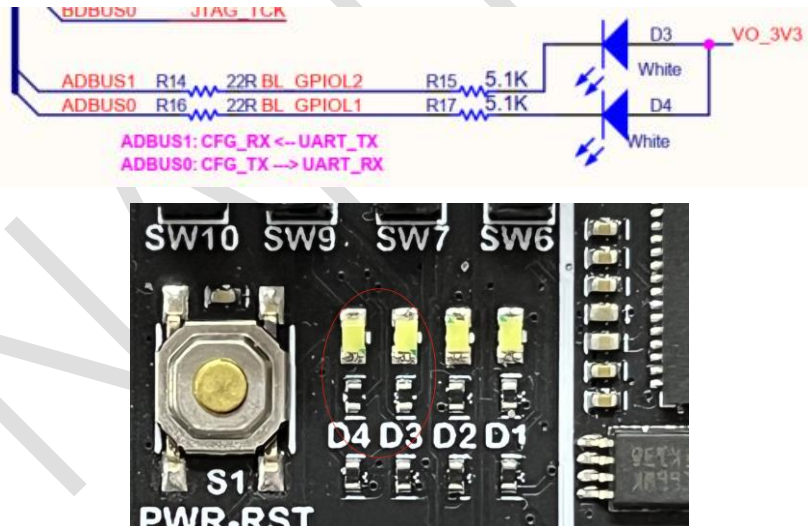 BDBUS0 JTAG_TCK
D3 VO_3V3
White
ADBUS1 R14 22R BL_GPIOL2 R15 5.1K
ADBUS0 R16 22R BL_GPIOL1 R17 5.1K D4
White
ADBUS1: CFG_RX <-- UART_TX
ADBUS0: CFG_TX ---> UART_RX
SW10 SW9 SW7 SW6
D4 D3 D2 D1
S1
PWR RST